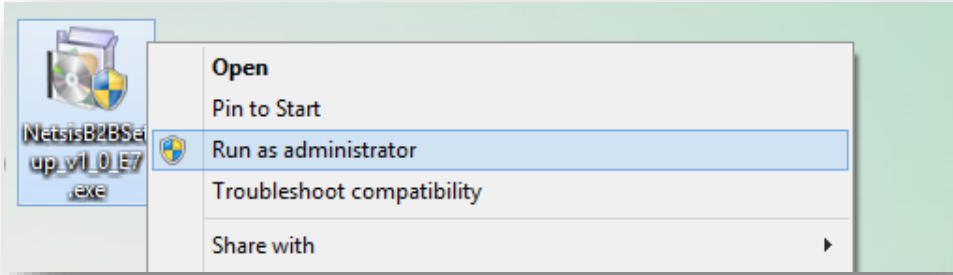 NetsisB2BSet
up_v1_0_E7
.exe
Open
Pin to Start
Run as administrator
Troubleshoot compatibility
Share with